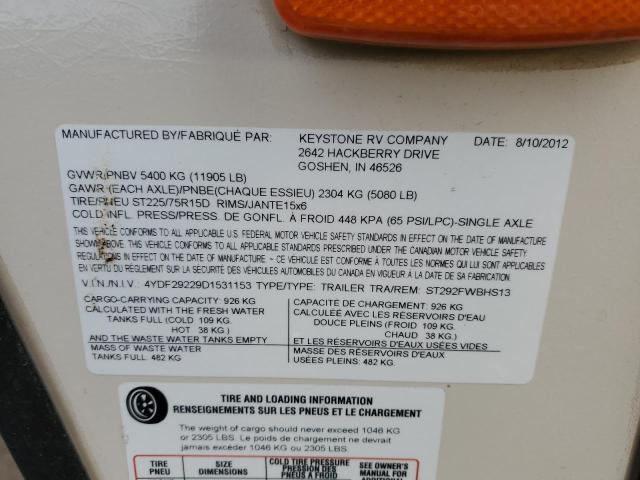 MANUFACTURED BY/FABRIQUÉ PAR: KEYSTONE RV COMPANY DATE: 8/10/2012
2642 HACKBERRY DRIVE
GOSHEN, IN 46526
GVWR/PNBV 5400 KG (11905 LB)
GAWR (EACH AXLE)/PNBE(CHAQUE ESSIEU) 2304 KG (5080 LB)
TIRE/PNEU ST225/75R15D RIMS/JANTE15x6
COLD INFL. PRESS/PRESS. DE GONFL. À FROID 448 KPA (65 PSI/LPC)-SINGLE AXLE
THIS VEHICLE CONFORMS TO ALL APPLICABLE U.S. FEDERAL MOTOR VEHICLE SAFETY STANDARDS IN EFFECT ON THE DATE OF MANUFACTURE
SHOWN ABOVE. THIS VEHICLE CONFORMS TO ALL APPLICABLE STANDARDS PRESCRIBED UNDER THE CANADIAN MOTOR VEHICLE SAFETY
REGULATIONS IN EFFECT ON THE DATE OF MANUFACTURE ~ CE VÉHICULE EST CONFORME À TOUTES LES NORMES QUI LUI SONT APPLICABLES
EN VERTU DU RÈGLEMENT SUR LA SÉCURITÉ DES VÉHICULES AUTOMOBILES DU CANADA EN VIGUEUR À LA DATE DE SA FABRICATION
V.I.N./N.I.V.: 4YDF29229D1531153 TYPE/TYPE: TRAILER TRA/REM: ST292FWBHS13
CARGO-CARRYING CAPACITY: 926 KG
CALCULATED WITH THE FRESH WATER
TANKS FULL (COLD 109 KG.
HOT 38 KG.)
AND THE WASTE WATER TANKS EMPTY
MASS OF WASTE WATER
TANKS FULL: 482 KG
CAPACITÉ DE CHARGEMENT: 926 KG
CALCULÉE AVEC LES RÉSERVOIRS D'EAU
DOUCE PLEINS (FROID 109 KG.
CHAUD 38 KG.)
ET LES RÉSERVOIRS D'EAUX USÉES VIDES
MASSE DES RÉSERVOIRS D'EAUX
USÉES PLEINS: 482 KG
TIRE AND LOADING INFORMATION
RENSEIGNEMENTS SUR LES PNEUS ET LE CHARGEMENT
The weight of cargo should never exceed 1046 KG
or 2305 LBS. Le poids de chargement ne devrait
jamais excéder 1046 KG ou 2305 LBS.
TIRE
PNEU
SIZE
DIMENSIONS
COLD TIRE PRESSURE
PRESSION DES
PNEUS A FROID
SEE OWNER'S
MANUAL FOR